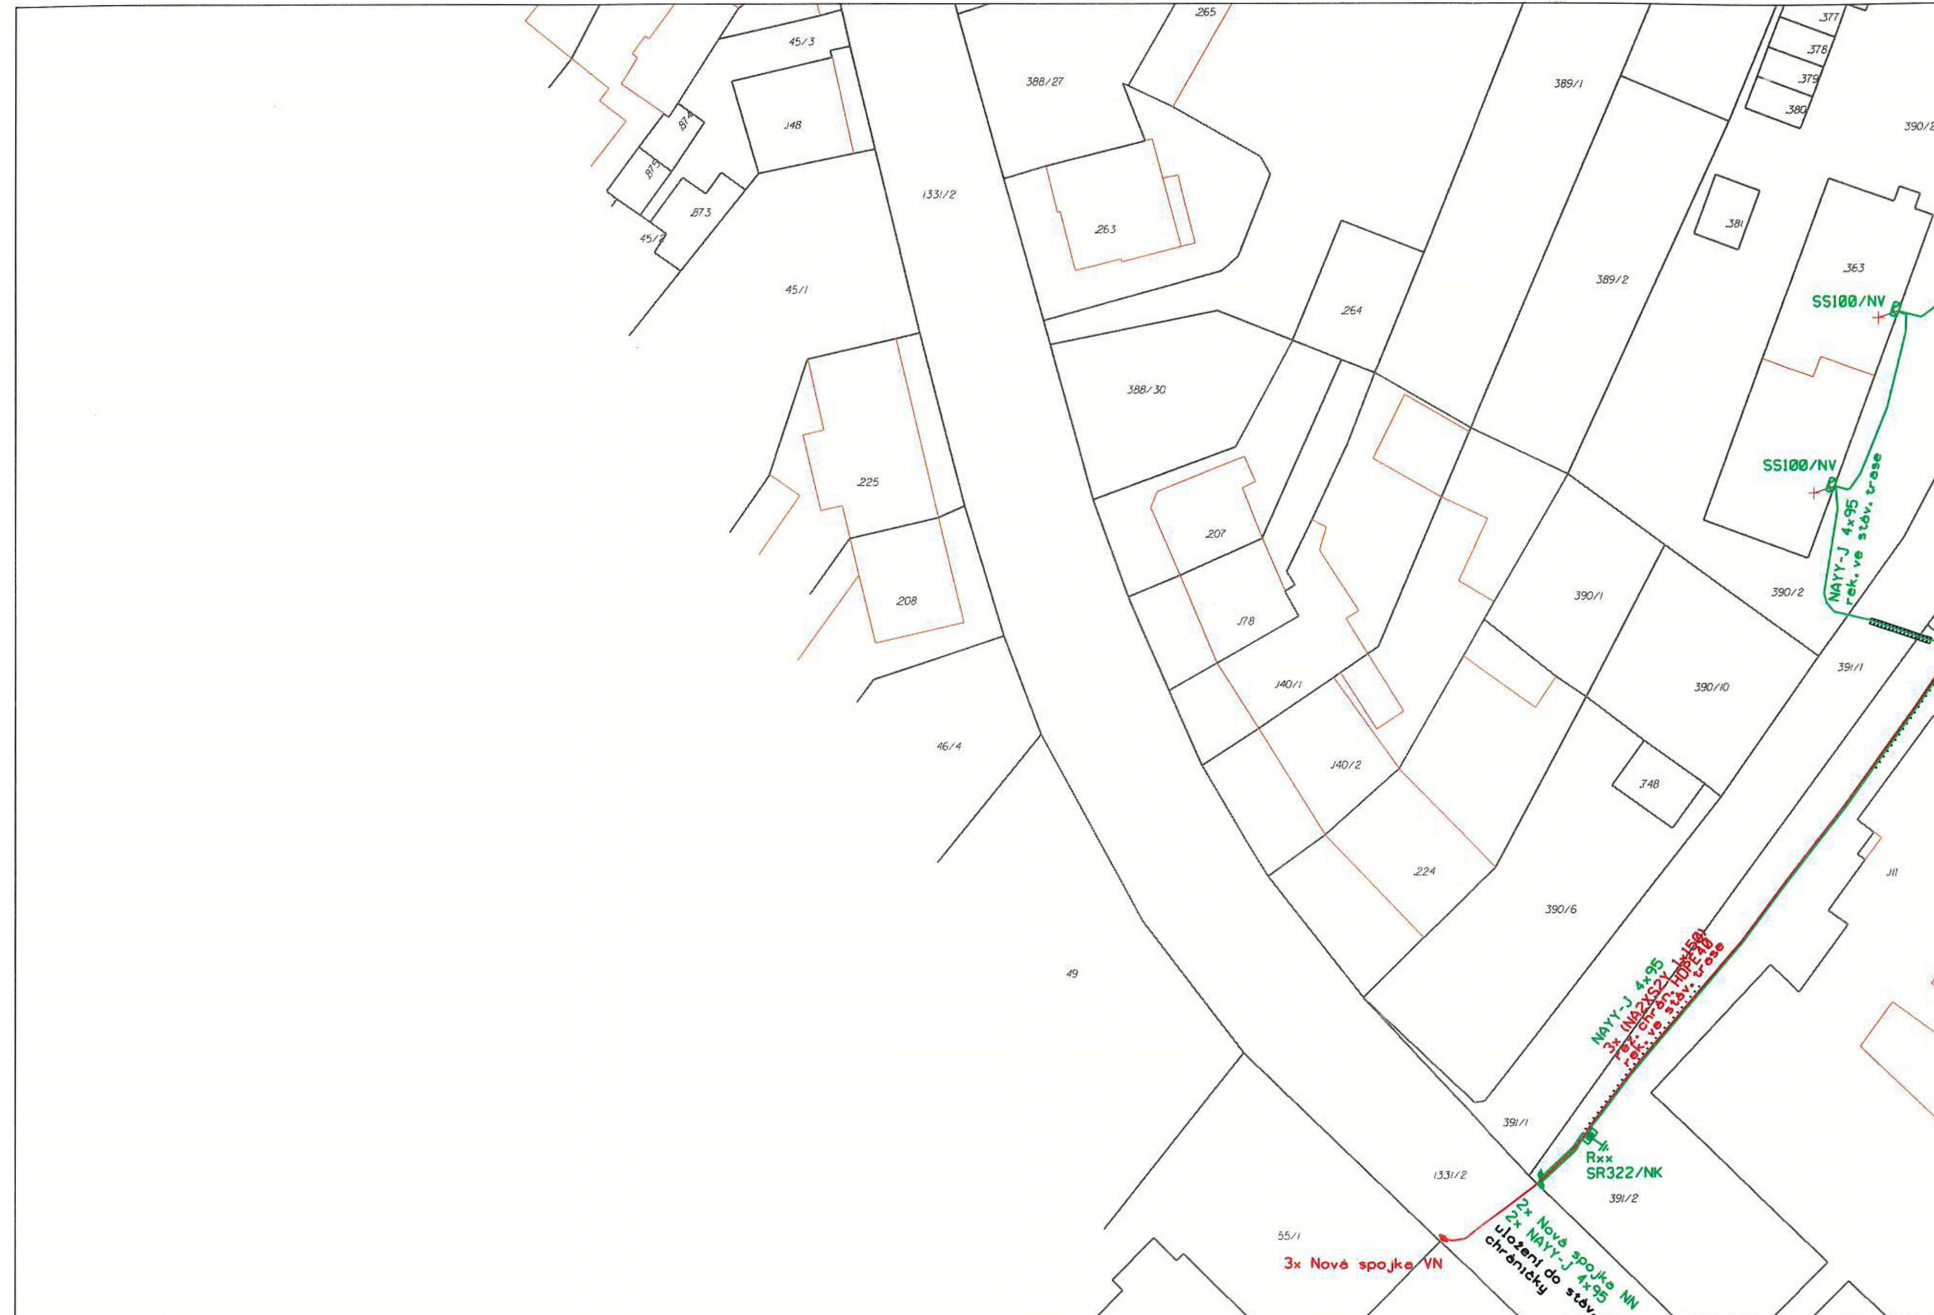 265
.377
45/3
.378
388/27
389/1
.379
.380
.148
.874
390/2
.875
1331/2
.873
.381
.263
45/2
.363
389/2
45/1
SS100/NV
.264
388/30
SS100/NV
.225
NAYY-J 4x95
rek. ve stáv. trase
.207
390/1
390/2
.208
.178
391/1
.140/1
390/10
46/4
.140/2
.348
.224
.111
390/6
49
NAYY-J 4x95
3x (NA2XS2Y 1x150)
rez. chrán. HDPE40
rek. ve stáv. trase
391/1
Rxx
SR322/NK
1331/2
391/2
55/1
3x Nová spojka VN
2x Nová spojka NN
2x NAYY-J 4x95
uložení do stáv.
chráničky